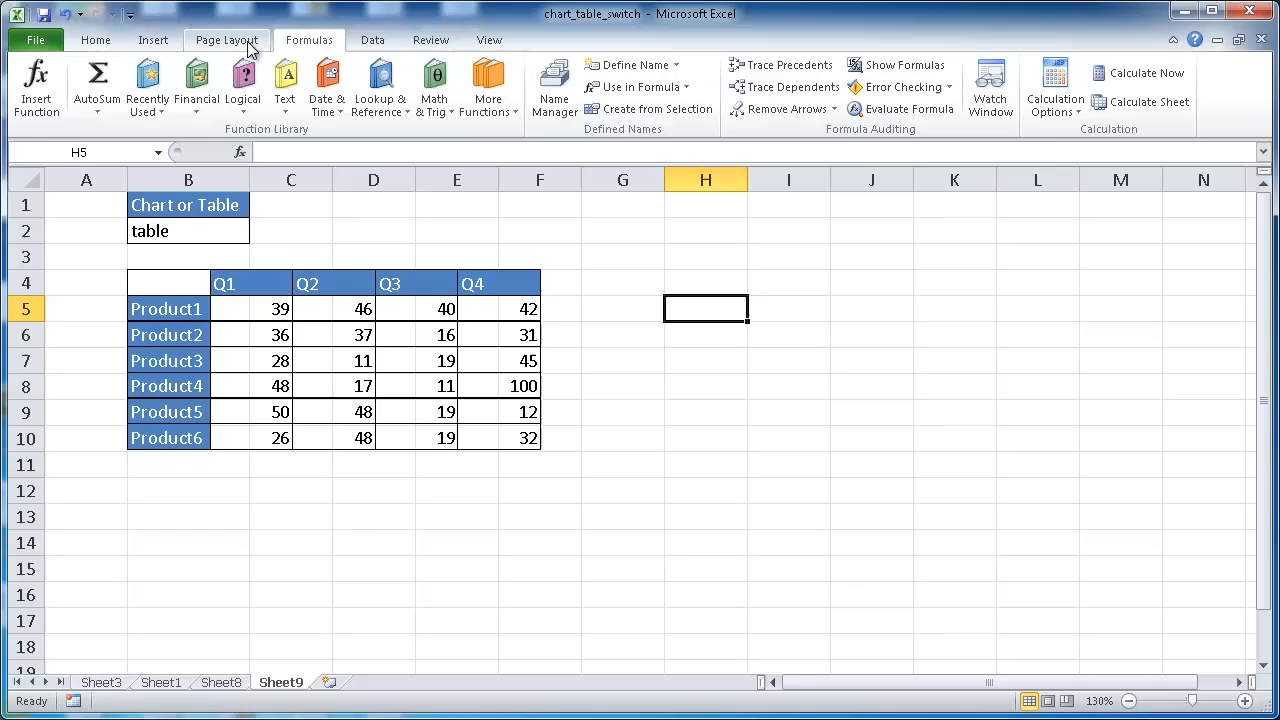 chart_table_switch - Microsoft Excel
File Home Insert Page Layout Formulas Data Review View
fx Insert Function
Σ AutoSum
Recently Used
Financial
? Logical
A Text
Date & Time
Lookup & Reference
θ Math & Trig
More Functions
Function Library
Name Manager
Define Name
Use in Formula
Create from Selection
Defined Names
Trace Precedents
Trace Dependents
Remove Arrows
Show Formulas
Error Checking
Evaluate Formula
Formula Auditing
Watch Window
Calculation Options
Calculate Now
Calculate Sheet
Calculation
H5 fx
A B C D E F G H I J K L M N
1 Chart or Table
2 table
3
4 Q1 Q2 Q3 Q4
5 Product1 39 46 40 42
6 Product2 36 37 16 31
7 Product3 28 11 19 45
8 Product4 48 17 11 100
9 Product5 50 48 19 12
10 Product6 26 48 19 32
11
12
13
14
15
16
17
18
19
Sheet3 Sheet1 Sheet8 Sheet9
Ready 130%